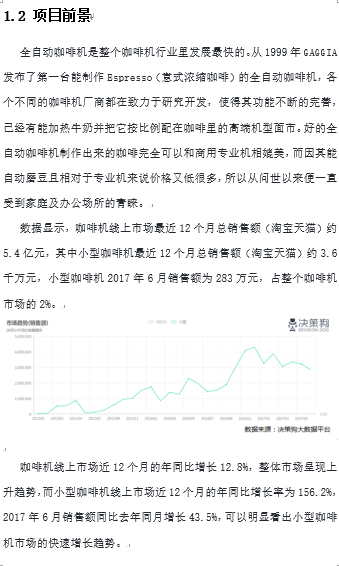 1.2 项目前景
全自动咖啡机是整个咖啡机行业里发展最快的。从 1999 年 GAGGIA
发布了第一台能制作 Espresso（意式浓缩咖啡）的全自动咖啡机，各
个不同的咖啡机厂商都在致力于研究开发，使得其功能不断的完善，
已经有能加热牛奶并把它按比例配在咖啡里的高端机型面市。好的全
自动咖啡机制作出来的咖啡完全可以和商用专业机相媲美，而因其能
自动磨豆且相对于专业机来说价格又低很多，所以从问世以来便一直
受到家庭及办公场所的青睐。
数据显示，咖啡机线上市场最近 12 个月总销售额（淘宝天猫）约
5.4 亿元，其中小型咖啡机最近 12 个月总销售额（淘宝天猫）约 3.6
千万元，小型咖啡机 2017 年 6 月销售额为 283 万元，占整个咖啡机
市场的 2%。
市场趋势(销售额)
决策狗
5,000,000
4,000,000
3,000,000
2,000,000
1,000,000
0
数据来源：决策狗大数据平台
咖啡机线上市场近 12 个月的年同比增长 12.8%，整体市场呈现上
升趋势，而小型咖啡机线上市场近 12 个月的年同比增长率为 156.2%，
2017 年 6 月销售额同比去年同月增长 43.5%，可以明显看出小型咖啡
机市场的快速增长趋势。